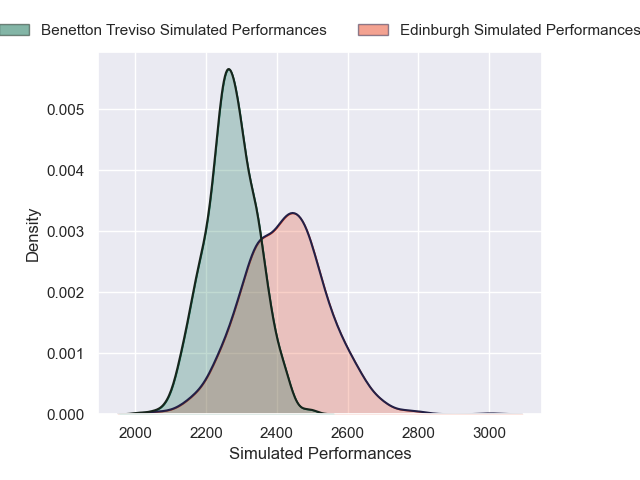 Benetton Treviso Simulated Performances
Edinburgh Simulated Performances
0.005
0.004
0.003
0.002
0.001
0.000
Density
2000 2200 2400 2600 2800 3000
Simulated Performances